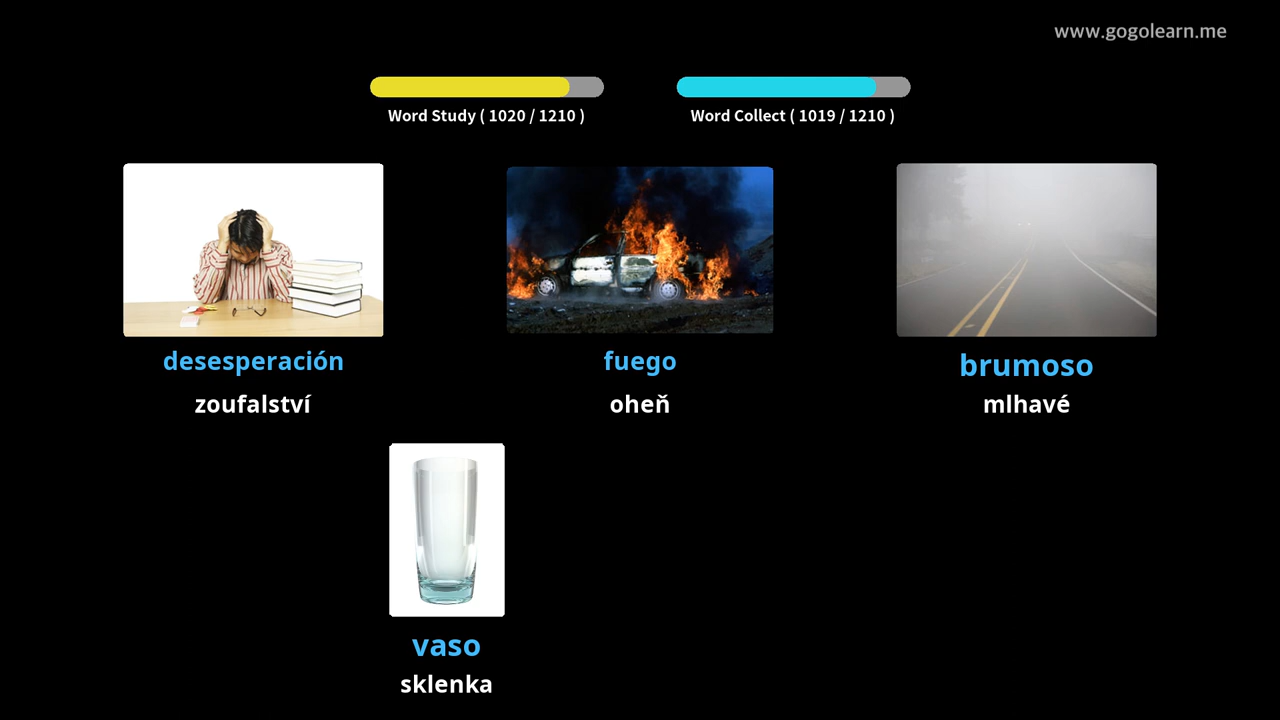 www.gogolearn.me
Word Study ( 1020 / 1210 )
Word Collect ( 1019 / 1210 )
desesperación
fuego
brumoso
zoufalství
oheň
mlhavé
vaso
sklenka